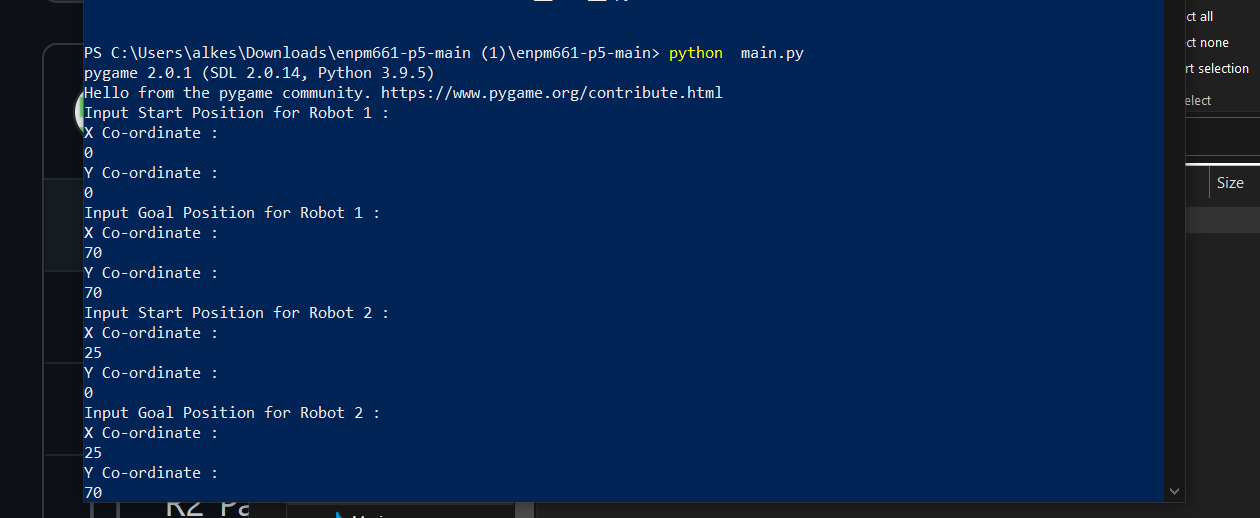 PS C:\Users\alkes\Downloads\enpm661-p5-main (1)\enpm661-p5-main> python  main.py
pygame 2.0.1 (SDL 2.0.14, Python 3.9.5)
Hello from the pygame community. https://www.pygame.org/contribute.html
Input Start Position for Robot 1 :
X Co-ordinate :
0
Y Co-ordinate :
0
Input Goal Position for Robot 1 :
X Co-ordinate :
70
Y Co-ordinate :
70
Input Start Position for Robot 2 :
X Co-ordinate :
25
Y Co-ordinate :
0
Input Goal Position for Robot 2 :
X Co-ordinate :
25
Y Co-ordinate :
70
ct all
ct none
rt selection
elect
Size
R2